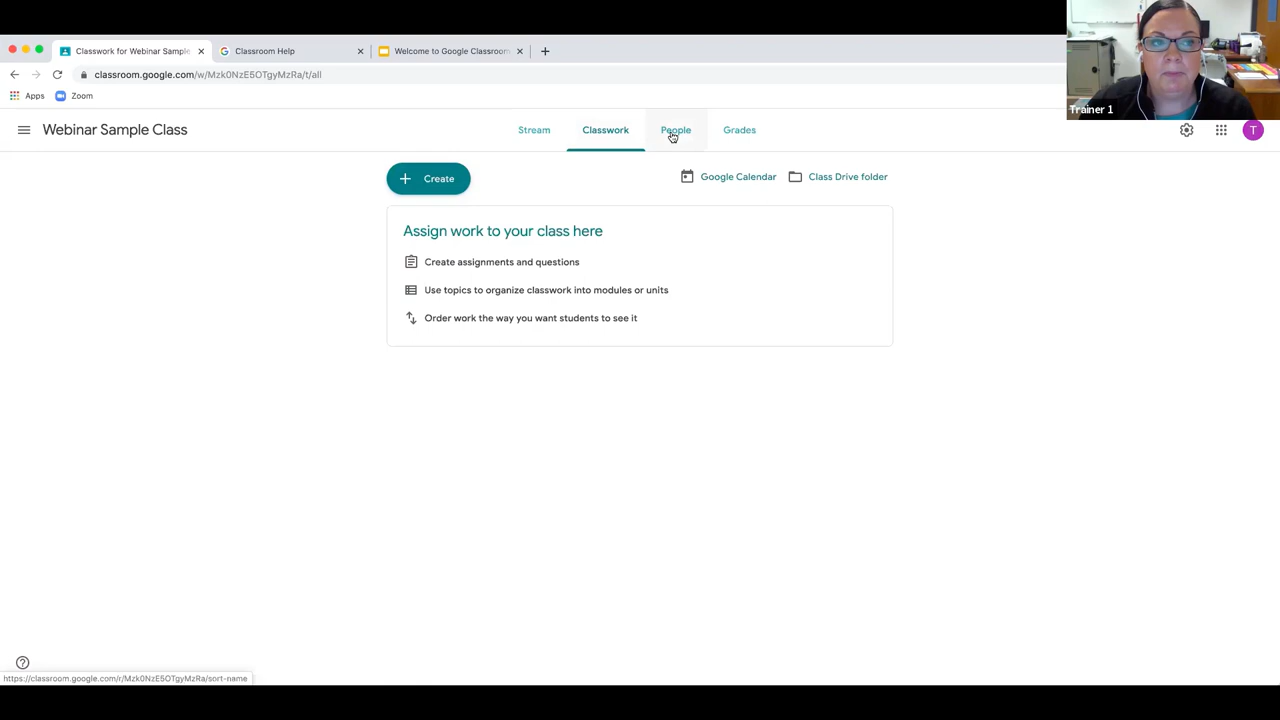 Classwork for Webinar Sample
Classroom Help
Welcome to Google Classroom
classroom.google.com/w/Mzk0NzE5OTgyMzRa/t/all
Apps
Zoom
Trainer 1
Webinar Sample Class
Stream
Classwork
People
Grades
T
Create
Google Calendar
Class Drive folder
Assign work to your class here
Create assignments and questions
Use topics to organize classwork into modules or units
Order work the way you want students to see it
https://classroom.google.com/r/Mzk0NzE5OTgyMzRa/sort-name